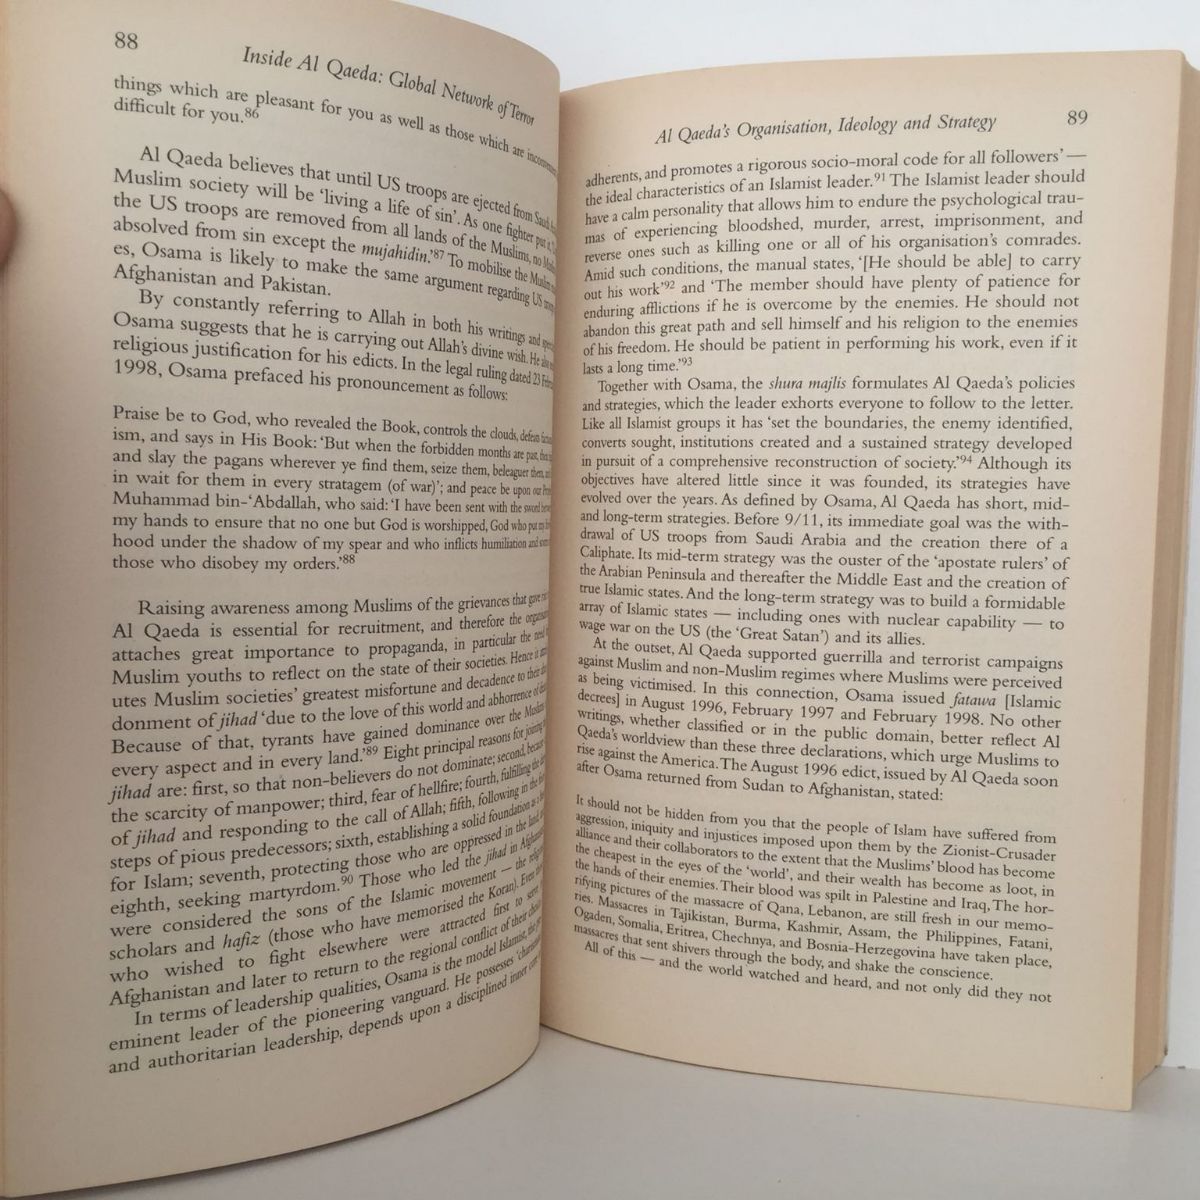 88
Inside Al Qaeda: Global Network of Terror
things which are pleasant for you as well as those which are
difficult for you.86
Al Qaeda believes that until US troops are ejected from Saudi
Muslim society will be 'living a life of sin'. As one fighter put it,
the US troops are removed from all lands of the Muslims, no
absolved from sin except the mujahidin.'87 To mobilise the Muslim
es, Osama is likely to make the same argument regarding US
Afghanistan and Pakistan.
By constantly referring to Allah in both his writings and
Osama suggests that he is carrying out Allah's divine wish. He also
religious justification for his edicts. In the legal ruling dated 23
1998, Osama prefaced his pronouncement as follows:
Praise be to God, who revealed the Book, controls the clouds, defeats
ism, and says in His Book: 'But when the forbidden months are past, then
and slay the pagans wherever ye find them, seize them, beleaguer them,
in wait for them in every stratagem (of war)'; and peace be upon our
Muhammad bin-'Abdallah, who said: 'I have been sent with the sword
my hands to ensure that no one but God is worshipped, God who put my
hood under the shadow of my spear and who inflicts humiliation and
those who disobey my orders.'88
Raising awareness among Muslims of the grievances that gave
Al Qaeda is essential for recruitment, and therefore the
attaches great importance to propaganda, in particular the need
Muslim youths to reflect on the state of their societies. Hence it
utes Muslim societies' greatest misfortune and decadence to their
donment of jihad 'due to the love of this world and abhorrence of
Because of that, tyrants have gained dominance over the Muslims
every aspect and in every land.'89 Eight principal reasons for joining
jihad are: first, so that non-believers do not dominate; second, because
the scarcity of manpower; third, fear of hellfire; fourth, fulfilling the
of jihad and responding to the call of Allah; fifth, following in the
steps of pious predecessors; sixth, establishing a solid foundation as a
for Islam; seventh, protecting those who are oppressed in the land;
eighth, seeking martyrdom.90 Those who led the jihad in
were considered the sons of the Islamic movement — the
scholars and hafiz (those who have memorised the Koran). Even
who wished to fight elsewhere were attracted first to
Afghanistan and later to return to the regional conflict of their
In terms of leadership qualities, Osama is the model Islamist, the
eminent leader of the pioneering vanguard. He possesses
and authoritarian leadership, depends upon a disciplined inner
Al Qaeda's Organisation, Ideology and Strategy
89
adherents, and promotes a rigorous socio-moral code for all followers' —
the ideal characteristics of an Islamist leader.91 The Islamist leader should
have a calm personality that allows him to endure the psychological trau-
mas of experiencing bloodshed, murder, arrest, imprisonment, and
reverse ones such as killing one or all of his organisation's comrades.
Amid such conditions, the manual states, '[He should be able] to carry
out his work'92 and 'The member should have plenty of patience for
enduring afflictions if he is overcome by the enemies. He should not
abandon this great path and sell himself and his religion to the enemies
of his freedom. He should be patient in performing his work, even if it
lasts a long time.'93
Together with Osama, the shura majlis formulates Al Qaeda's policies
and strategies, which the leader exhorts everyone to follow to the letter.
Like all Islamist groups it has 'set the boundaries, the enemy identified,
converts sought, institutions created and a sustained strategy developed
in pursuit of a comprehensive reconstruction of society.'94 Although its
objectives have altered little since it was founded, its strategies have
evolved over the years. As defined by Osama, Al Qaeda has short, mid-
and long-term strategies. Before 9/11, its immediate goal was the with-
drawal of US troops from Saudi Arabia and the creation there of a
Caliphate. Its mid-term strategy was the ouster of the 'apostate rulers' of
the Arabian Peninsula and thereafter the Middle East and the creation of
true Islamic states. And the long-term strategy was to build a formidable
array of Islamic states — including ones with nuclear capability — to
wage war on the US (the 'Great Satan') and its allies.
At the outset, Al Qaeda supported guerrilla and terrorist campaigns
against Muslim and non-Muslim regimes where Muslims were perceived
as being victimised. In this connection, Osama issued fatawa [Islamic
decrees] in August 1996, February 1997 and February 1998. No other
writings, whether classified or in the public domain, better reflect Al
Qaeda's worldview than these three declarations, which urge Muslims to
rise against the America. The August 1996 edict, issued by Al Qaeda soon
after Osama returned from Sudan to Afghanistan, stated:
It should not be hidden from you that the people of Islam have suffered from
aggression, iniquity and injustices imposed upon them by the Zionist-Crusader
alliance and their collaborators to the extent that the Muslims' blood has become
the cheapest in the eyes of the 'world', and their wealth has become as loot, in
the hands of their enemies. Their blood was spilt in Palestine and Iraq. The hor-
rifying pictures of the massacre of Qana, Lebanon, are still fresh in our memo-
ries. Massacres in Tajikistan, Burma, Kashmir, Assam, the Philippines, Fatani,
Ogaden, Somalia, Eritrea, Chechnya, and Bosnia-Herzegovina have taken place,
massacres that sent shivers through the body, and shake the conscience.
All of this — and the world watched and heard, and not only did they not